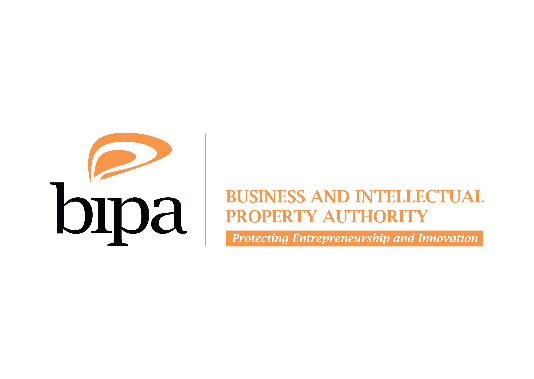 bipa
BUSINESS AND INTELLECTUAL
PROPERTY AUTHORITY
Protecting Entrepreneurship and Innovation